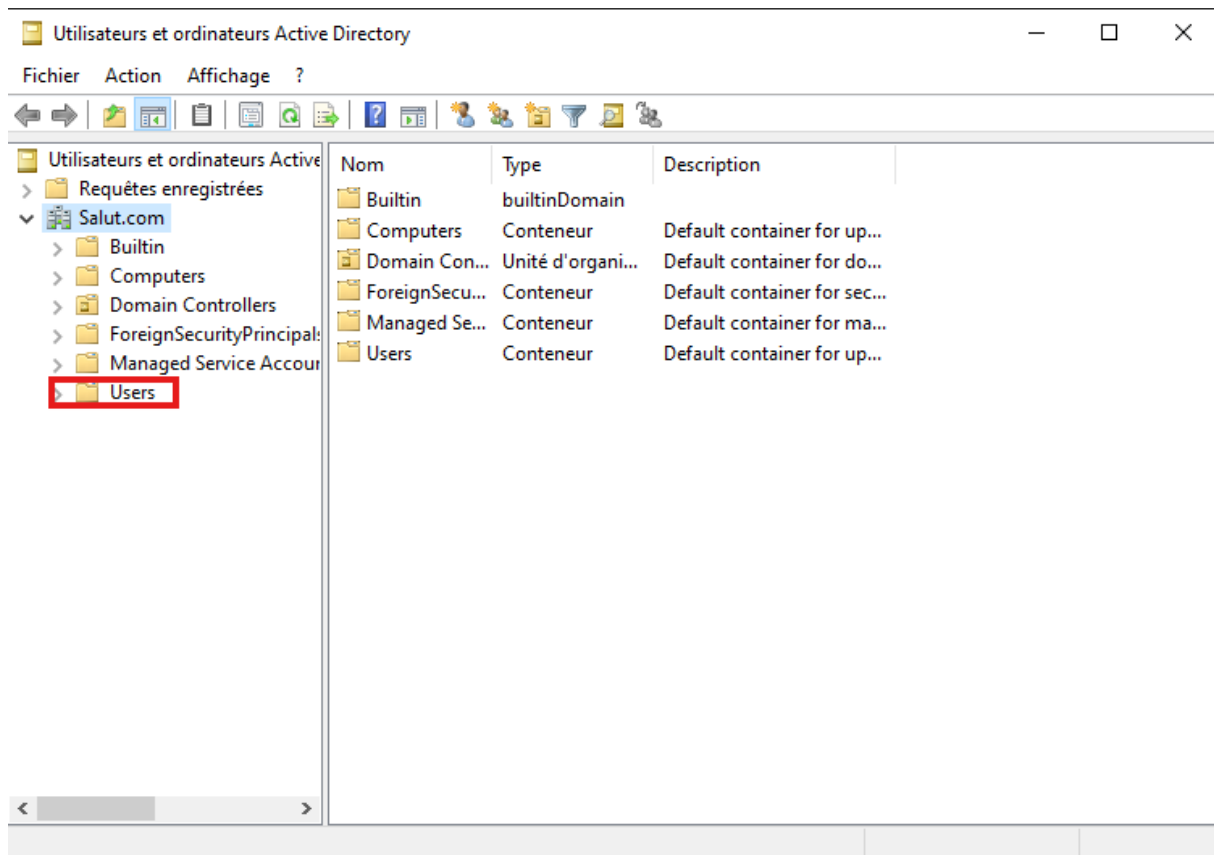 Utilisateurs et ordinateurs Active Directory
Fichier Action Affichage ?
Utilisateurs et ordinateurs Active
Requêtes enregistrées
Salut.com
Builtin
Computers
Domain Controllers
ForeignSecurityPrincipals
Managed Service Accour
Users
Nom Type Description
Builtin builtinDomain
Computers Conteneur Default container for up...
Domain Con... Unité d'organi... Default container for do...
ForeignSecu... Conteneur Default container for sec...
Managed Se... Conteneur Default container for ma...
Users Conteneur Default container for up...